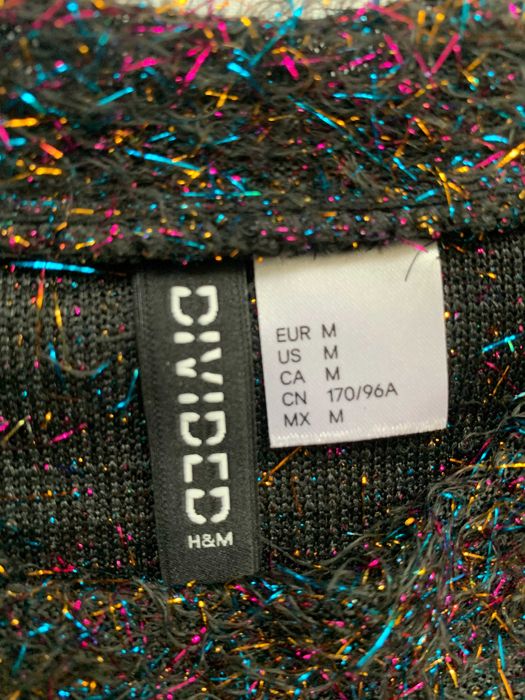 DIVIDED
H&M
EUR M
US M
CA M
CN 170/96A
MX M